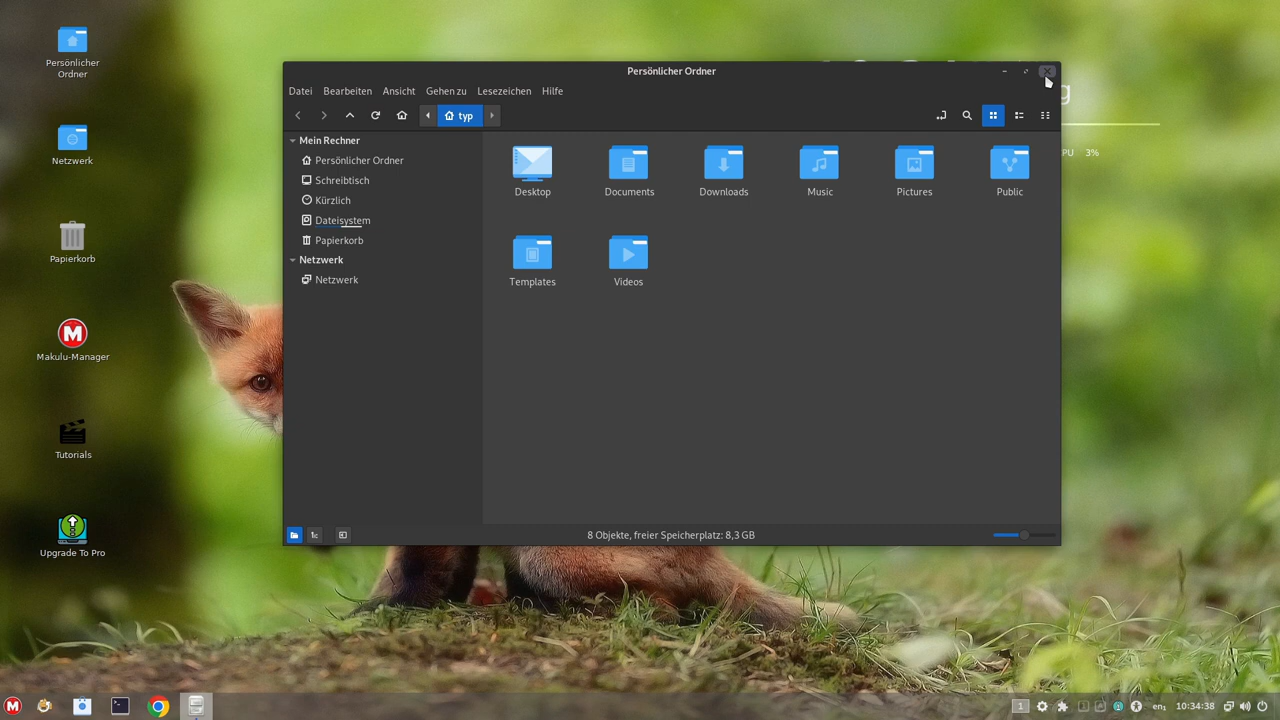 Persönlicher
Ordner
Netzwerk
Papierkorb
Makulu-Manager
Tutorials
Upgrade To Pro
Persönlicher Ordner
Datei Bearbeiten Ansicht Gehen zu Lesezeichen Hilfe
typ
Mein Rechner
Persönlicher Ordner
Schreibtisch
Kürzlich
Dateisystem
Papierkorb
Netzwerk
Netzwerk
Desktop Documents Downloads Music Pictures Public
Templates Videos
8 Objekte, freier Speicherplatz: 8,3 GB
3%
M
1
en1
10:34:38